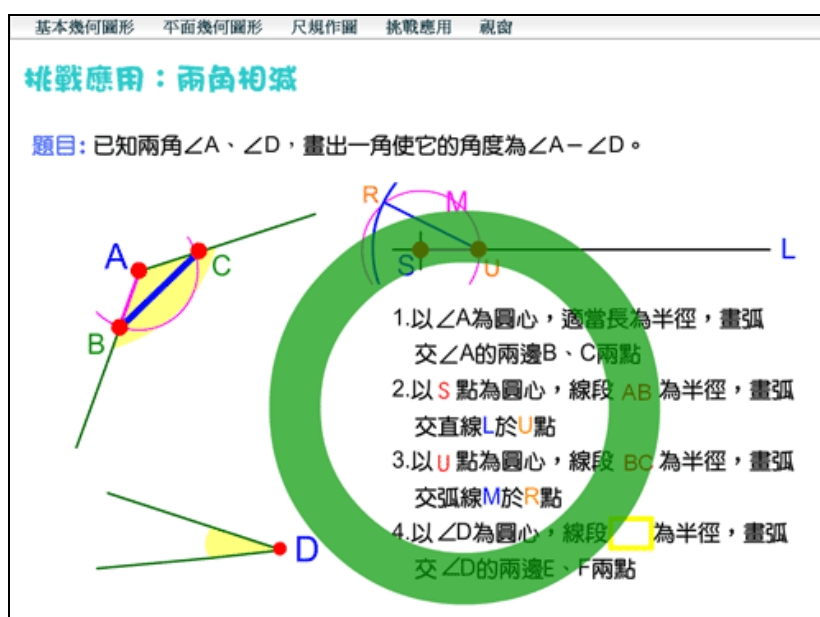 基本幾何圖形 平面幾何圖形 尺規作圖 挑戰應用 視窗
挑戰應用：兩角相減
題目: 已知兩角∠A、∠D，畫出一角使它的角度為∠A－∠D。
R M
A C
S U L
B
1.以∠A為圓心，適當長為半徑，畫弧
交∠A的兩邊B、C兩點
2.以 S 點為圓心，線段 AB 為半徑，畫弧
交直線L於U點
3.以 U 點為圓心，線段 BC 為半徑，畫弧
交弧線M於R點
4.以∠D為圓心，線段 為半徑，畫弧
交∠D的兩邊E、F兩點
D